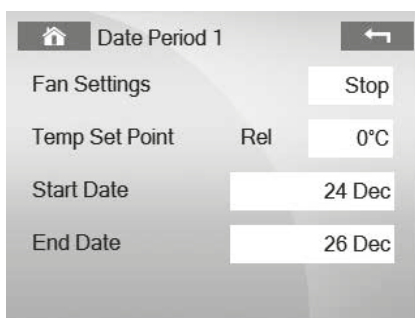 Date Period 1
Fan Settings Stop
Temp Set Point Rel 0°C
Start Date 24 Dec
End Date 26 Dec